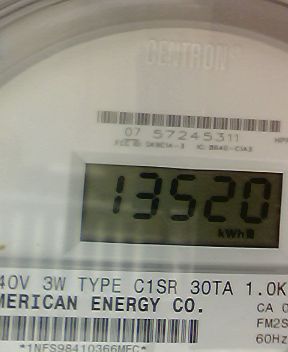 CENTRON®
07 57245311
13520
kWh
40V 3W TYPE C1SR 30TA 1.0K
MERICAN ENERGY CO.
CA 0
FM2S
60Hz
*1NFS98410366MFC*